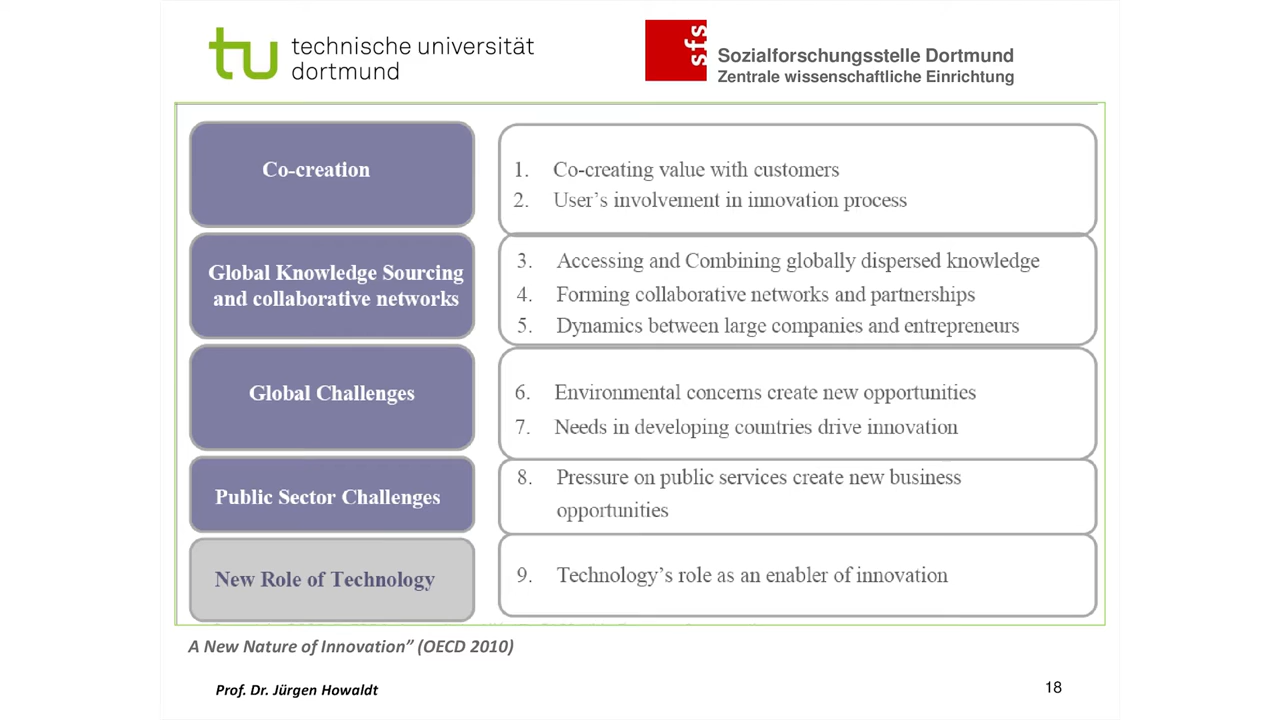 tu technische universität
dortmund
sfs
Sozialforschungsstelle Dortmund
Zentrale wissenschaftliche Einrichtung
Co-creation
1. Co-creating value with customers
2. User's involvement in innovation process
Global Knowledge Sourcing
and collaborative networks
3. Accessing and Combining globally dispersed knowledge
4. Forming collaborative networks and partnerships
5. Dynamics between large companies and entrepreneurs
Global Challenges
6. Environmental concerns create new opportunities
7. Needs in developing countries drive innovation
Public Sector Challenges
8. Pressure on public services create new business
opportunities
New Role of Technology
9. Technology's role as an enabler of innovation
A New Nature of Innovation" (OECD 2010)
Prof. Dr. Jürgen Howaldt
18